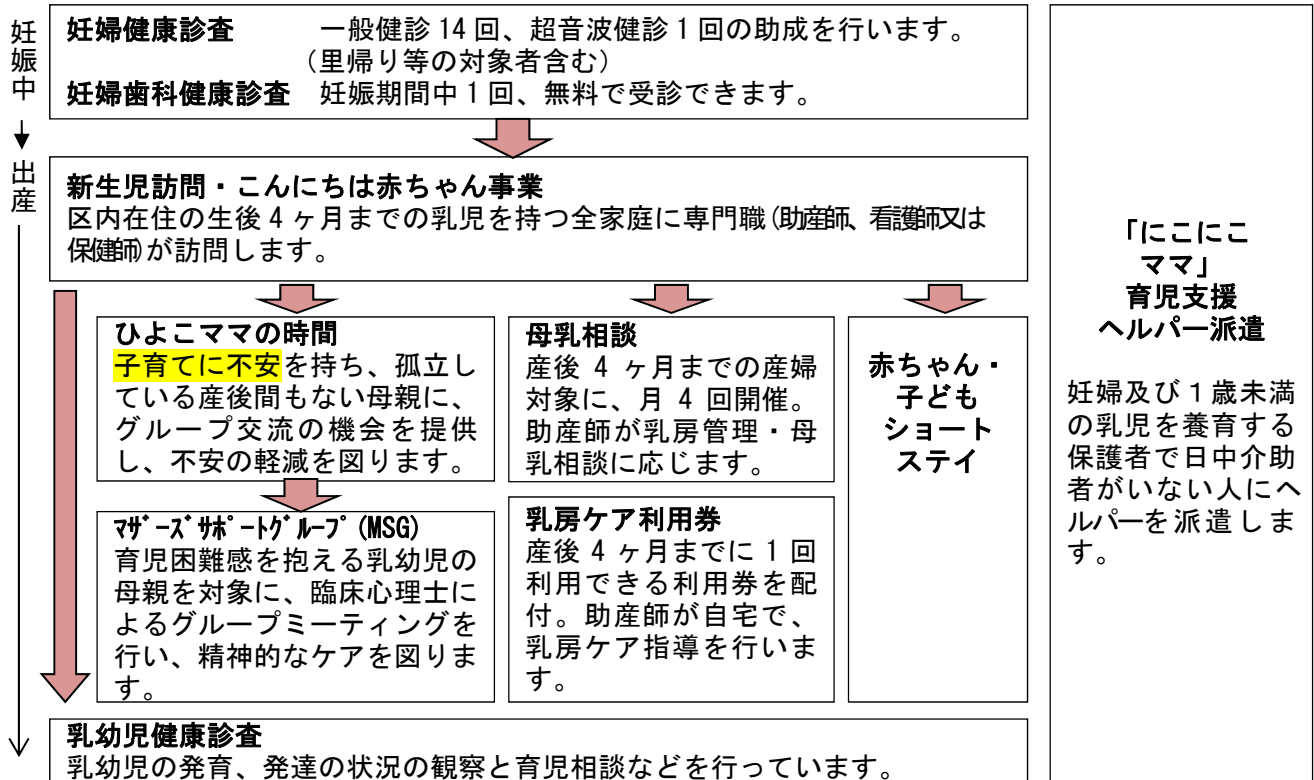 妊娠中
出産
妊婦健康診査 一般健診 14 回、超音波健診 1 回の助成を行います。
(里帰り等の対象者含む)
妊婦歯科健康診査 妊娠期間中 1 回、無料で受診できます。
新生児訪問・こんにちは赤ちゃん事業
区内在住の生後 4 ヶ月までの乳児を持つ全家庭に専門職(助産師、看護師又は
保健師)が訪問します。
ひよこママの時間
子育てに不安を持ち、孤立し
ている産後間もない母親に、
グループ交流の機会を提供
し、不安の軽減を図ります。
ﾏｻﾞｰｽﾞｻﾎﾟｰﾄｸﾞﾙｰﾌﾟ(MSG)
育児困難感を抱える乳幼児の
母親を対象に、臨床心理士に
よるグループミーティングを
行い、精神的なケアを図りま
す。
母乳相談
産後 4 ヶ月までの産婦
対象に、月 4 回開催。
助産師が乳房管理・母
乳相談に応じます。
乳房ケア利用券
産後 4 ヶ月までに 1 回
利用できる利用券を配
付。助産師が自宅で、
乳房ケア指導を行いま
す。
赤ちゃん・
子ども
ショート
ステイ
乳幼児健康診査
乳幼児の発育、発達の状況の観察と育児相談などを行っています。
「にこにこ
ママ」
育児支援
ヘルパー派遣
妊婦及び１歳未満
の乳児を養育する
保護者で日中介助
者がいない人にヘ
ルパーを派遣しま
す。